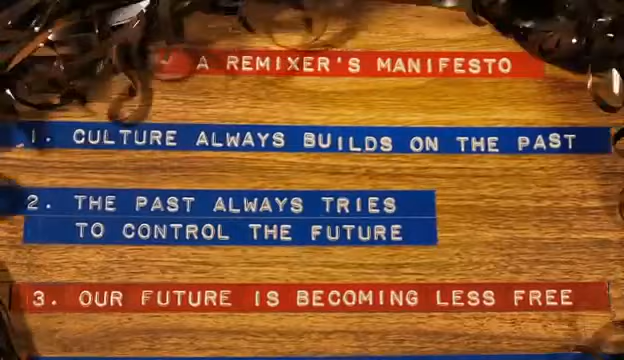 A REMIXER'S MANIFESTO
1. CULTURE ALWAYS BUILDS ON THE PAST
2. THE PAST ALWAYS TRIES
TO CONTROL THE FUTURE
3. OUR FUTURE IS BECOMING LESS FREE